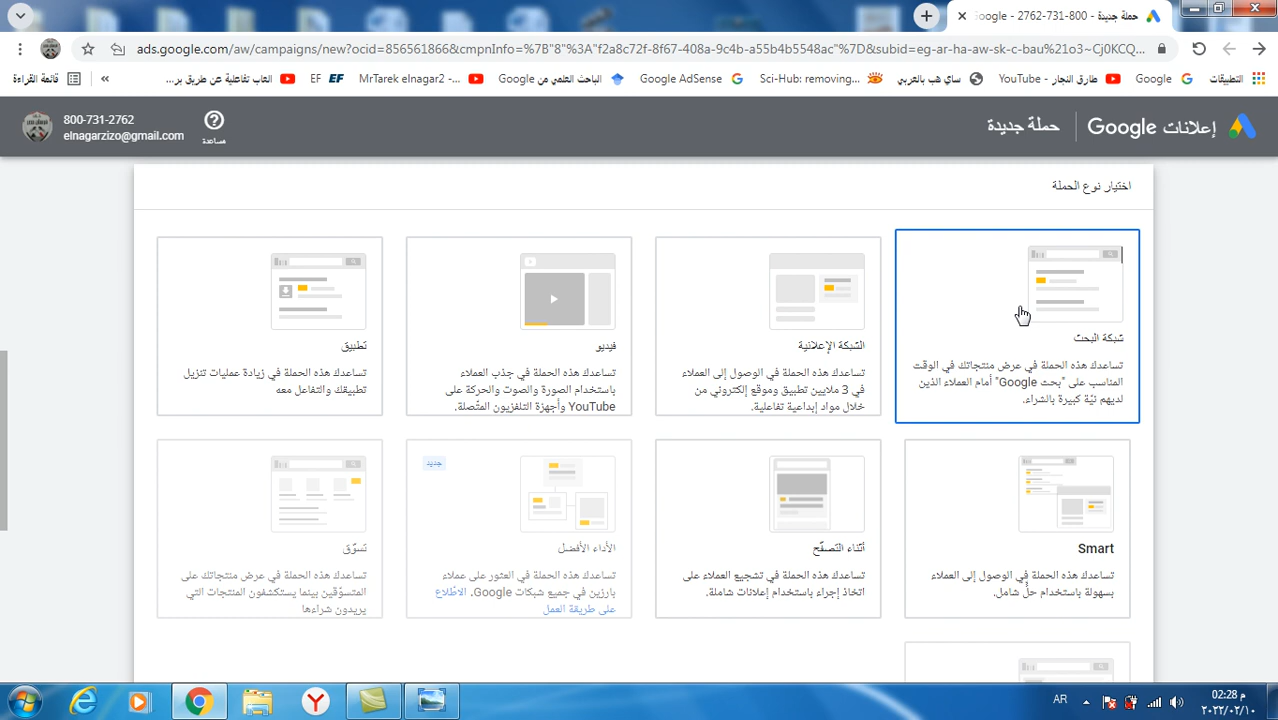 حملة جديدة - 800-731-2762 - Google
ads.google.com/aw/campaigns/new?ocid=856561866&cmpnInfo=%7B"8"%3A"f2a8c72f-8f67-408a-9c4b-a55b4b5548ac"%7D&subid=eg-ar-ha-aw-sk-c-bau%21o3~Cj0KCQ...
التطبيقات
Google
طارق النجار - YouTube
ساي هب بالعربي
Sci-Hub: removing...
Google AdSense
الباحث العلمي من Google
MrTarek elnagar2 -...
EF
العاب تفاعلية عن طريق بر...
»
قائمة القراءة
إعلانات Google
حملة جديدة
مساعدة
800-731-2762
elnagarzizo@gmail.com
اختيار نوع الحملة
شبكة البحث
تساعدك هذه الحملة في عرض منتجاتك في الوقت
المناسب على "بحث Google" أمام العملاء الذين
لديهم نيّة كبيرة بالشراء.
الشبكة الإعلانية
تساعدك هذه الحملة في الوصول إلى العملاء
في 3 ملايين تطبيق وموقع إلكتروني من
خلال مواد إبداعية تفاعلية.
فيديو
تساعدك هذه الحملة في جذب العملاء
باستخدام الصورة والصوت والحركة على
YouTube وأجهزة التلفزيون المتّصلة.
تطبيق
تساعدك هذه الحملة في زيادة عمليات تنزيل
تطبيقك والتفاعل معه
Smart
تساعدك هذه الحملة في الوصول إلى العملاء
بسهولة باستخدام حلّ شامل.
أثناء التصفّح
تساعدك هذه الحملة في تشجيع العملاء على
اتخاذ إجراء باستخدام إعلانات شاملة.
جديد
الأداء الأفضل
تساعدك هذه الحملة في العثور على عملاء
بارزين في جميع شبكات Google. الاطّلاع
على طريقة العمل
تسوّق
تساعدك هذه الحملة في عرض منتجاتك على
المتسوّقين بينما يستكشفون المنتجات التي
يريدون شراءها
AR
02:28 م
٢٠٢٢/٠٢/١٠